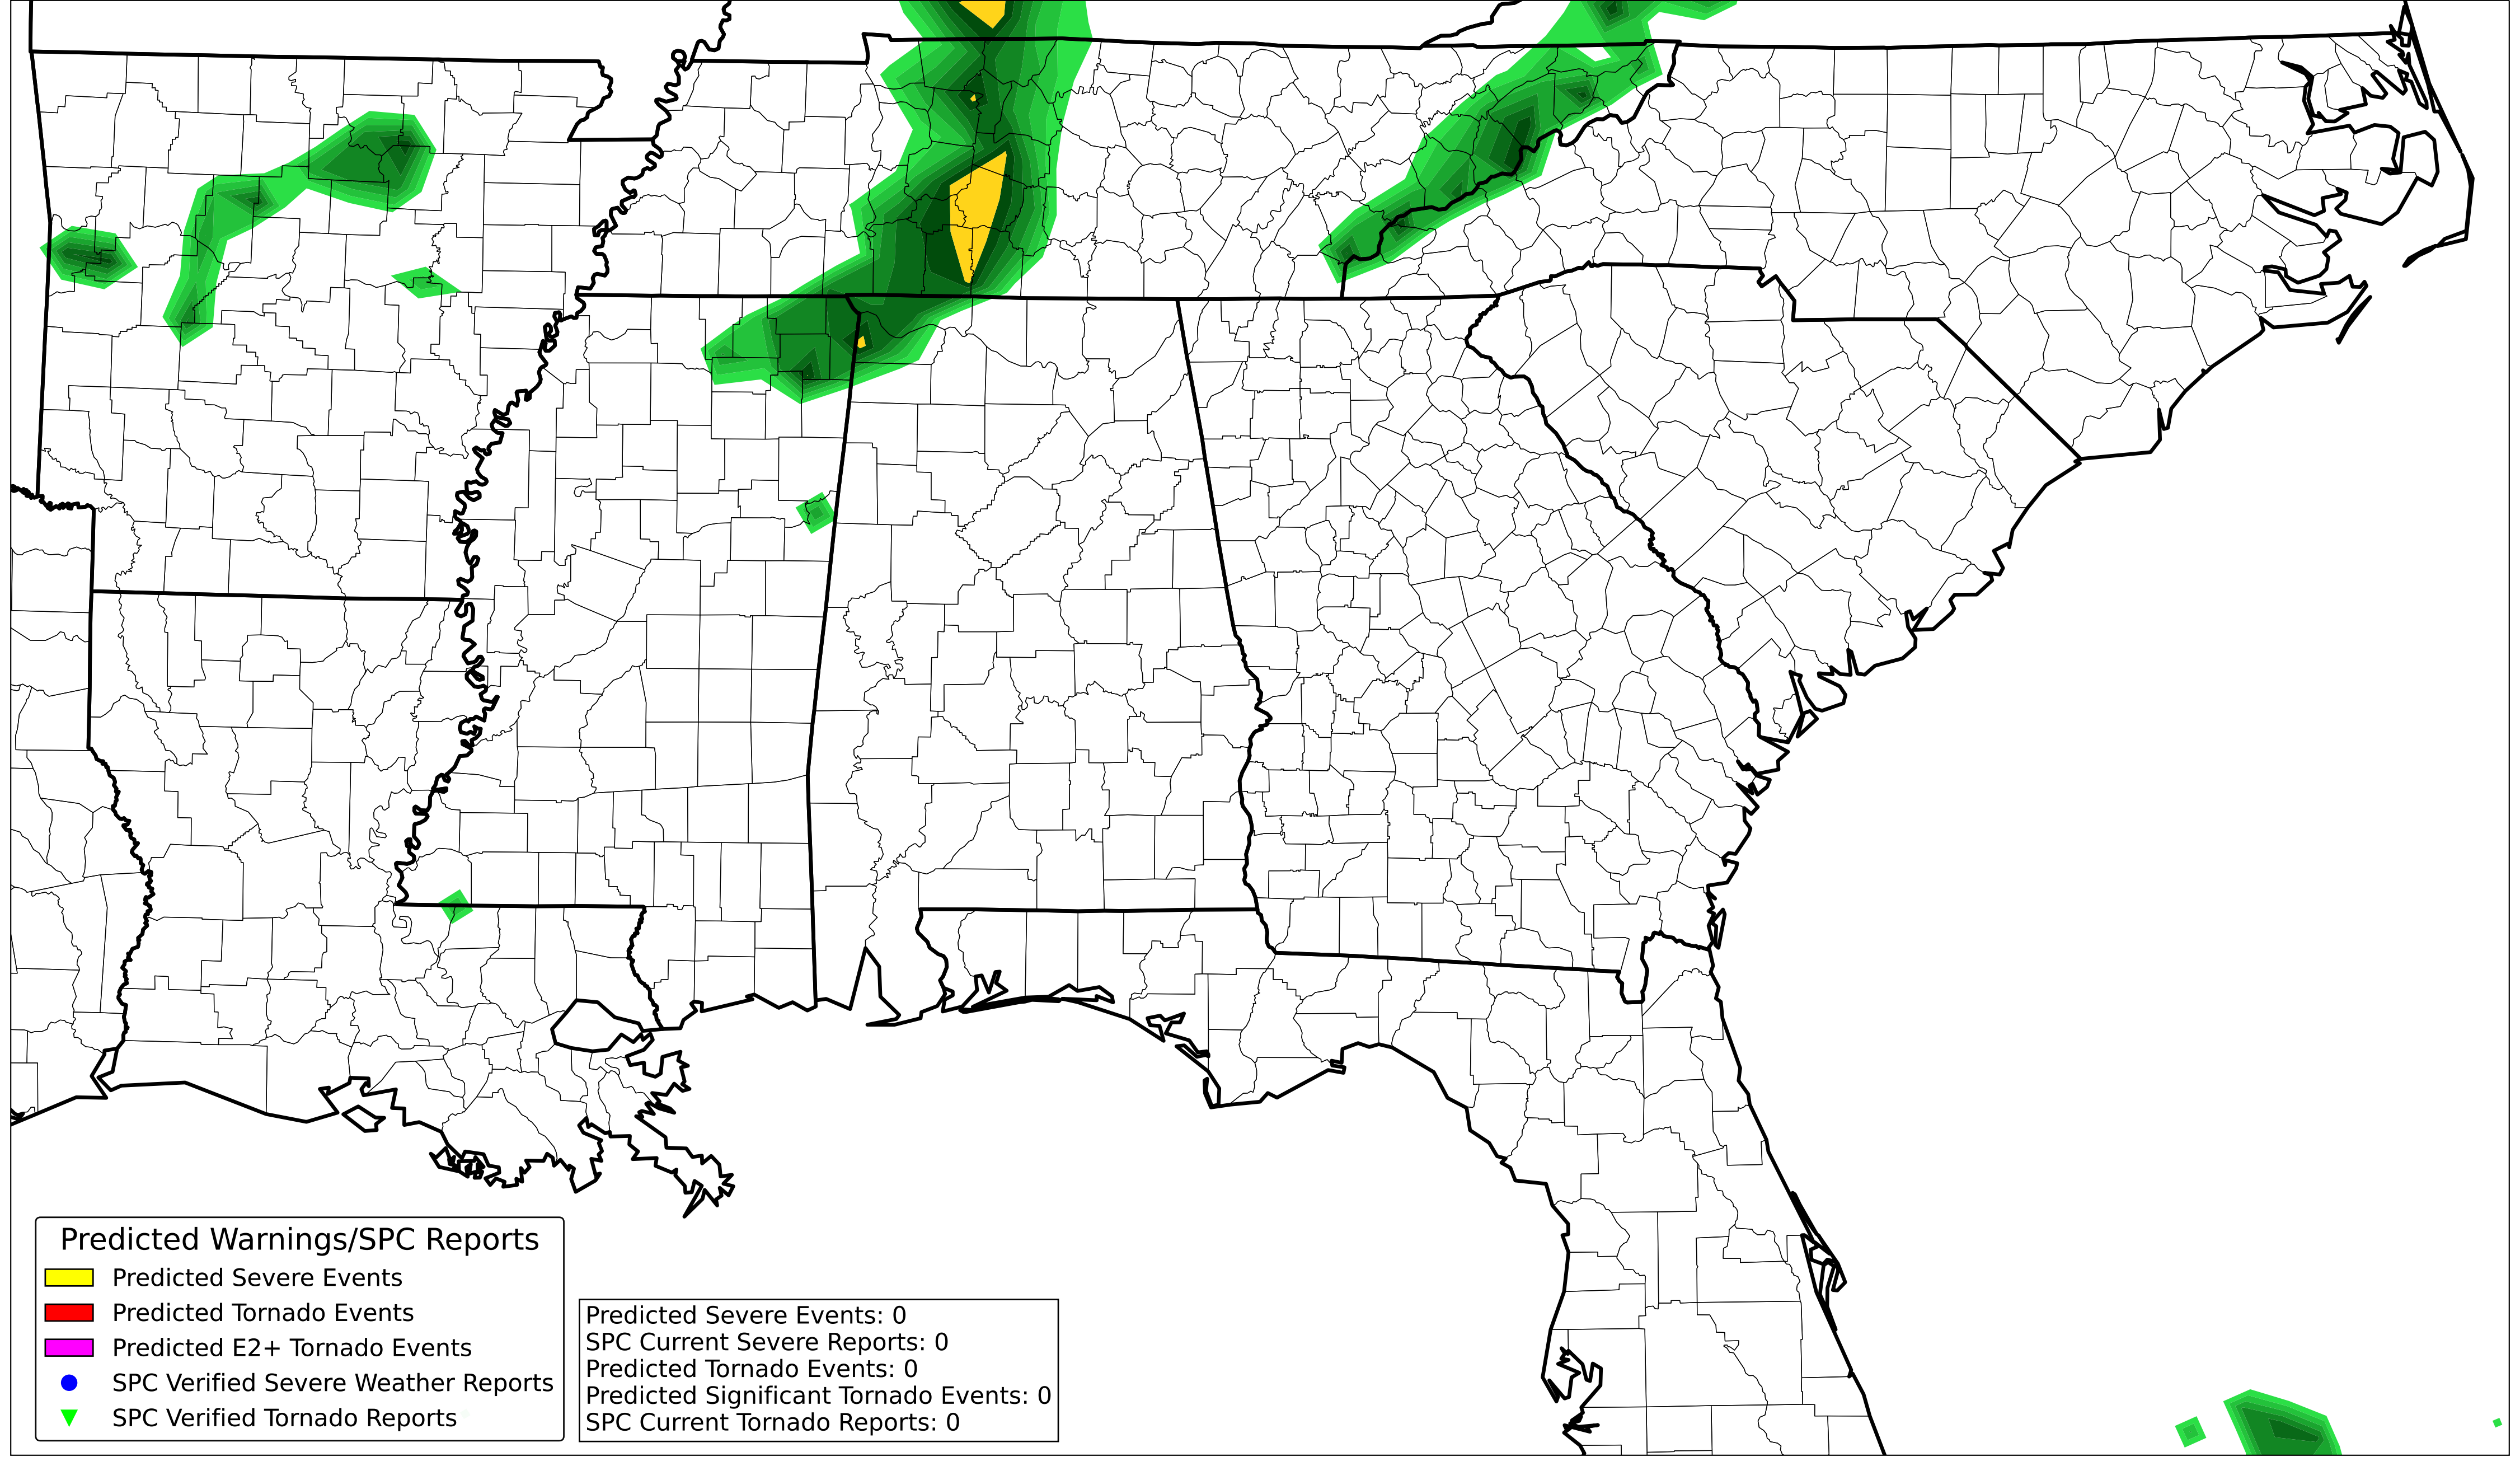 Predicted Warnings/SPC Reports
Predicted Severe Events
Predicted Tornado Events
Predicted E2+ Tornado Events
SPC Verified Severe Weather Reports
SPC Verified Tornado Reports
Predicted Severe Events: 0
SPC Current Severe Reports: 0
Predicted Tornado Events: 0
Predicted Significant Tornado Events: 0
SPC Current Tornado Reports: 0